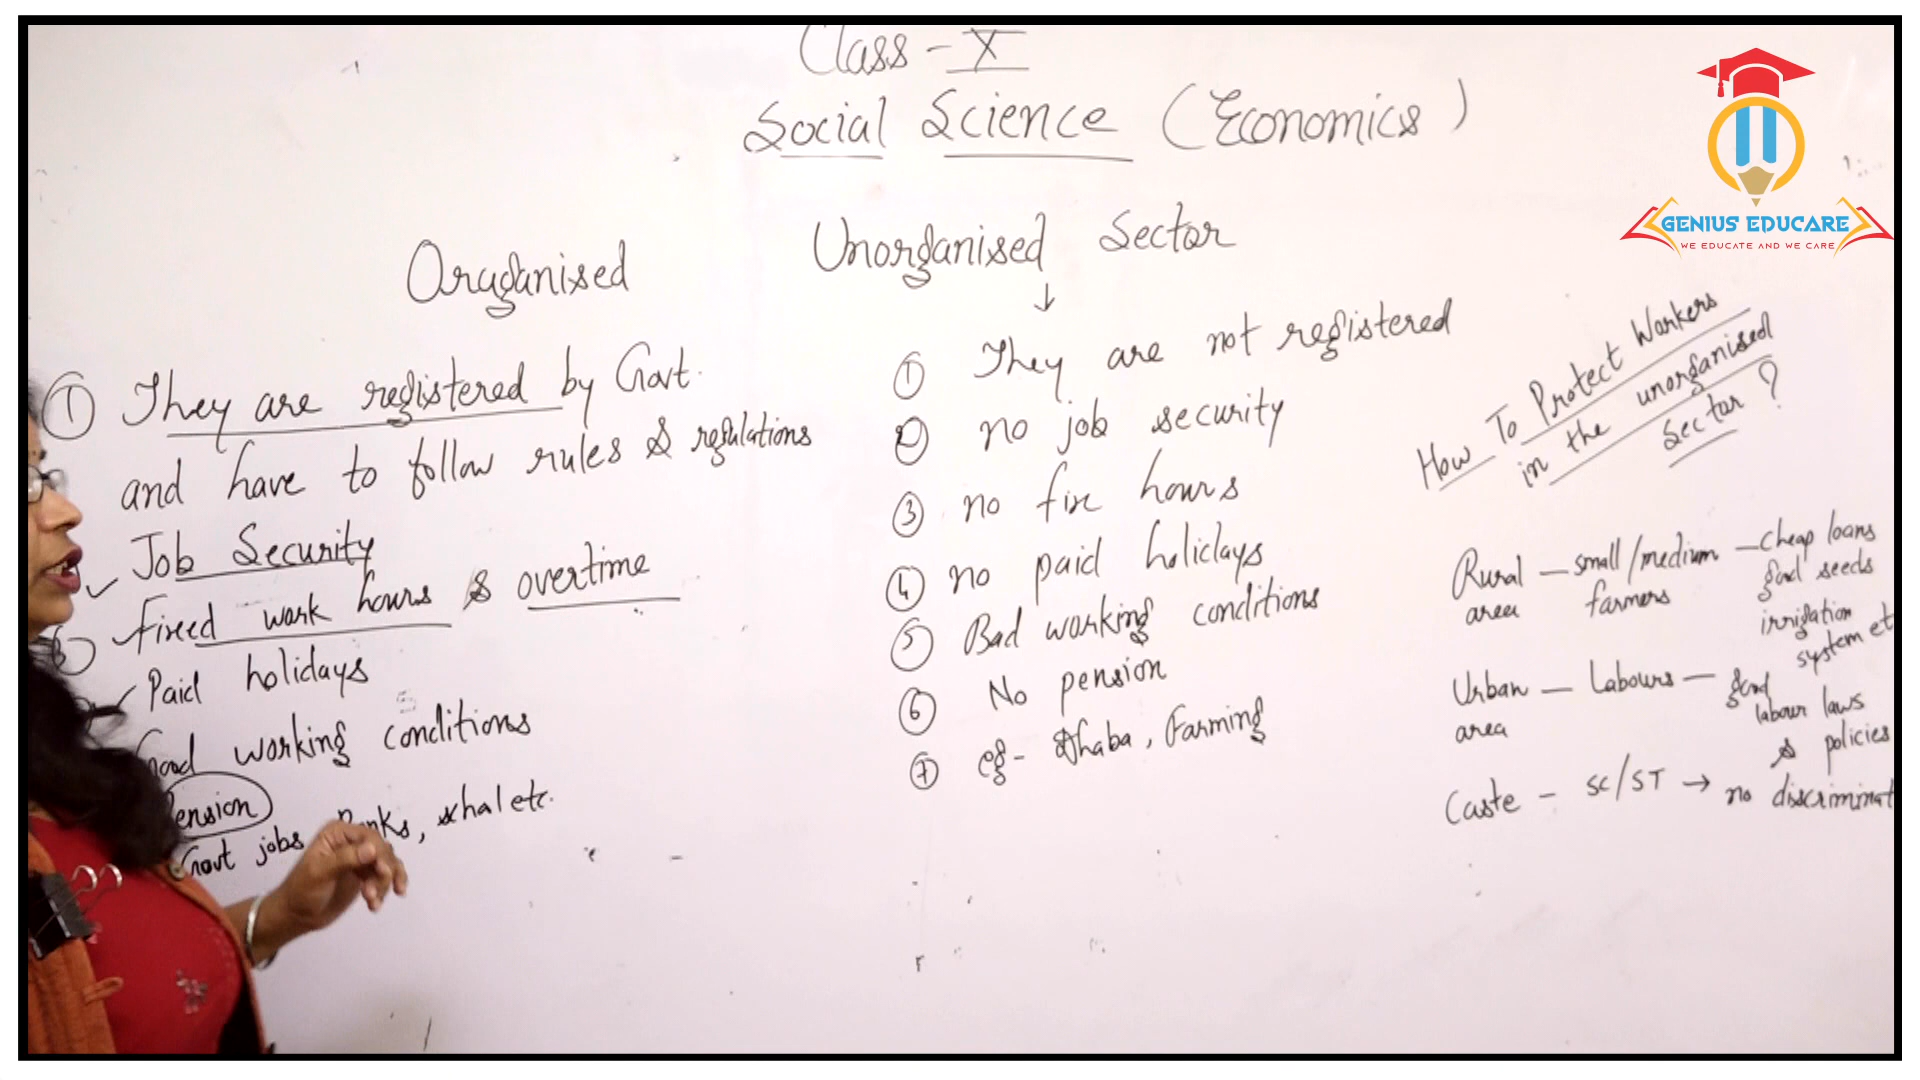 Class - X
Social Science (Economics)
GENIUS EDUCARE
WE EDUCATE AND WE CARE
Oruganised
① They are registered by Govt.
and have to follow rules & regulations
Job Security
Fixed work hours & overtime
Paid holidays
Good working conditions
Pension
Govt jobs, Banks, etc.
Unorganised Sector
↓
① They are not registered
② no job security
③ no fix hours
④ no paid holidays
⑤ Bad working conditions
⑥ No pension
⑦ eg- Dhaba, Farming
How To Protect Workers
in the unorganised
Sector ?
Rural area — small/medium farmers — cheap loans
good seeds
irrigation
system et
Urban area — Labours — good
labour laws
& policies
Caste - SC/ST → no discriminat